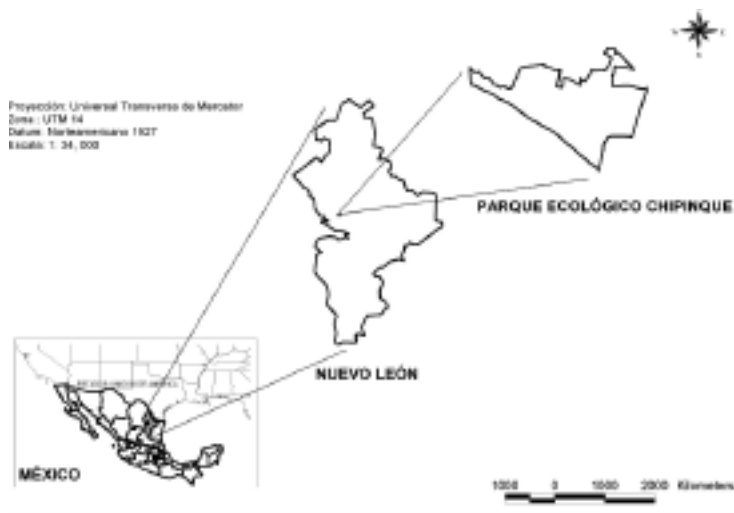 Proyección: Universal Transversa de Mercator
Zona : UTM 14
Datum: Norteamericano 1927
Escala: 1: 34, 000
PARQUE ECOLÓGICO CHIPINQUE
NUEVO LEÓN
MÉXICO
1000 0 1000 2000 Kilometers